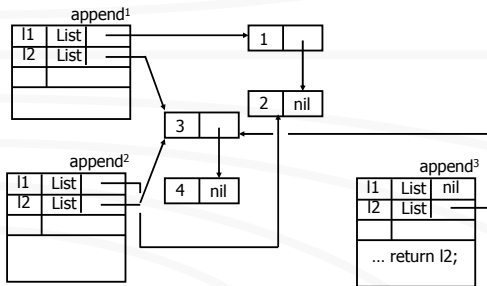 append1
l1 List
l2 List
1
2 nil
3
4 nil
append2
l1 List
l2 List
append3
l1 List nil
l2 List
... return l2;